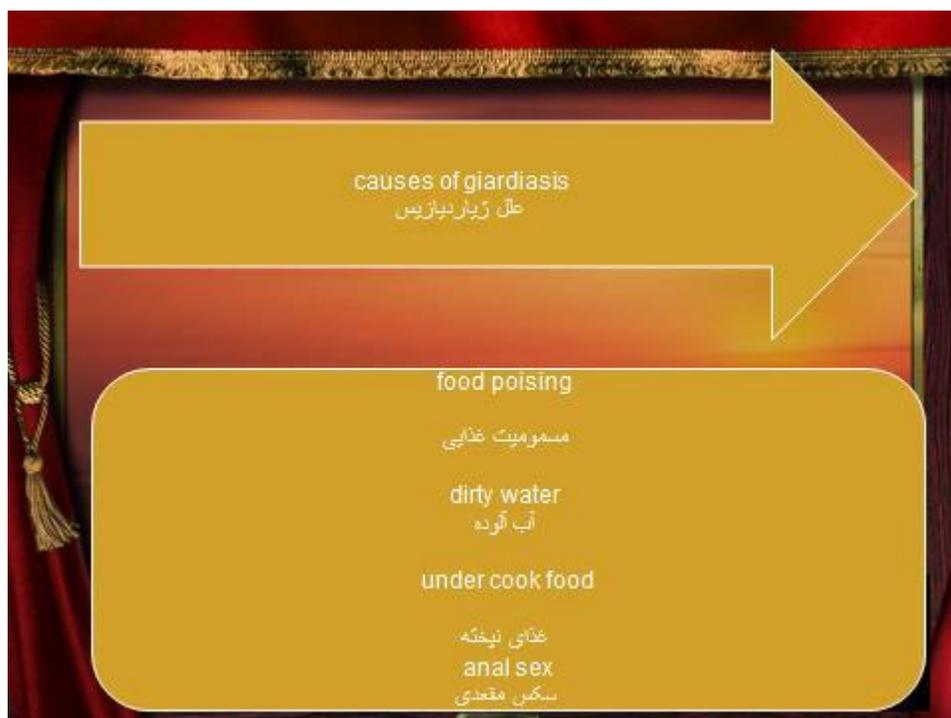 causes of giardiasis
علل ژیاردیازیس
food poising
مسمومیت غذایی
dirty water
آب آلوده
under cook food
غذای نپخته
anal sex
سکس مقعدی